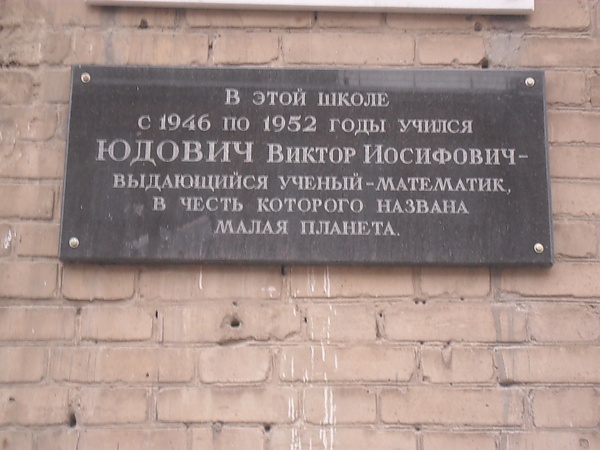 В ЭТОЙ ШКОЛЕ
С 1946 ПО 1952 ГОДЫ УЧИЛСЯ
ЮДОВИЧ ВИКТОР ИОСИФОВИЧ-
ВЫДАЮЩИЙСЯ УЧЕНЫЙ-МАТЕМАТИК,
В ЧЕСТЬ КОТОРОГО НАЗВАНА
МАЛАЯ ПЛАНЕТА.